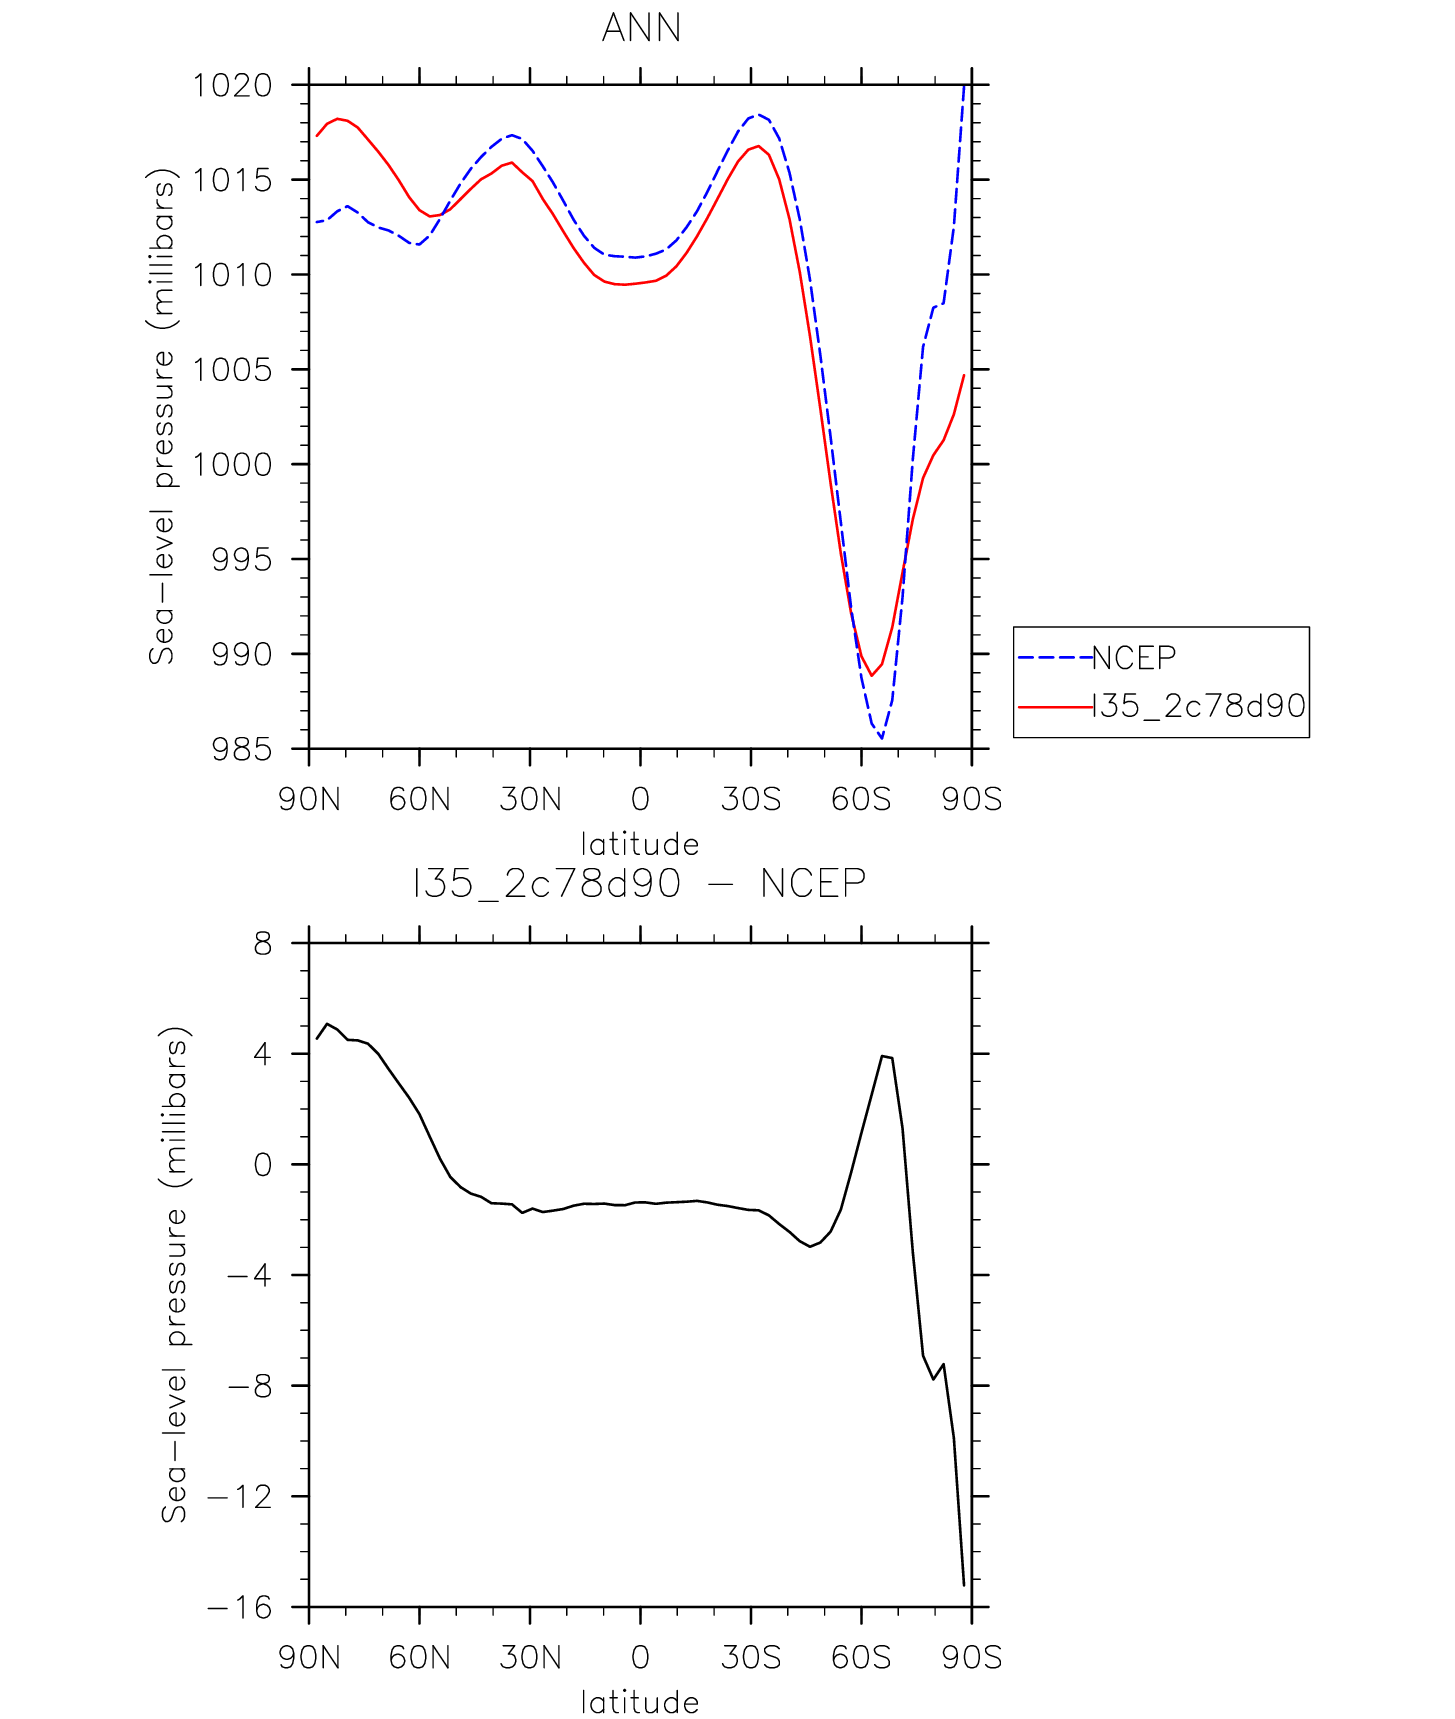 ANN
1020
1015
1010
1005
1000
995
990
985
Sea-level pressure (millibars)
90N 60N 30N 0 30S 60S 90S
latitude
NCEP
I35_2c78d90
I35_2c78d90 - NCEP
8
4
0
-4
-8
-12
-16
Sea-level pressure (millibars)
90N 60N 30N 0 30S 60S 90S
latitude